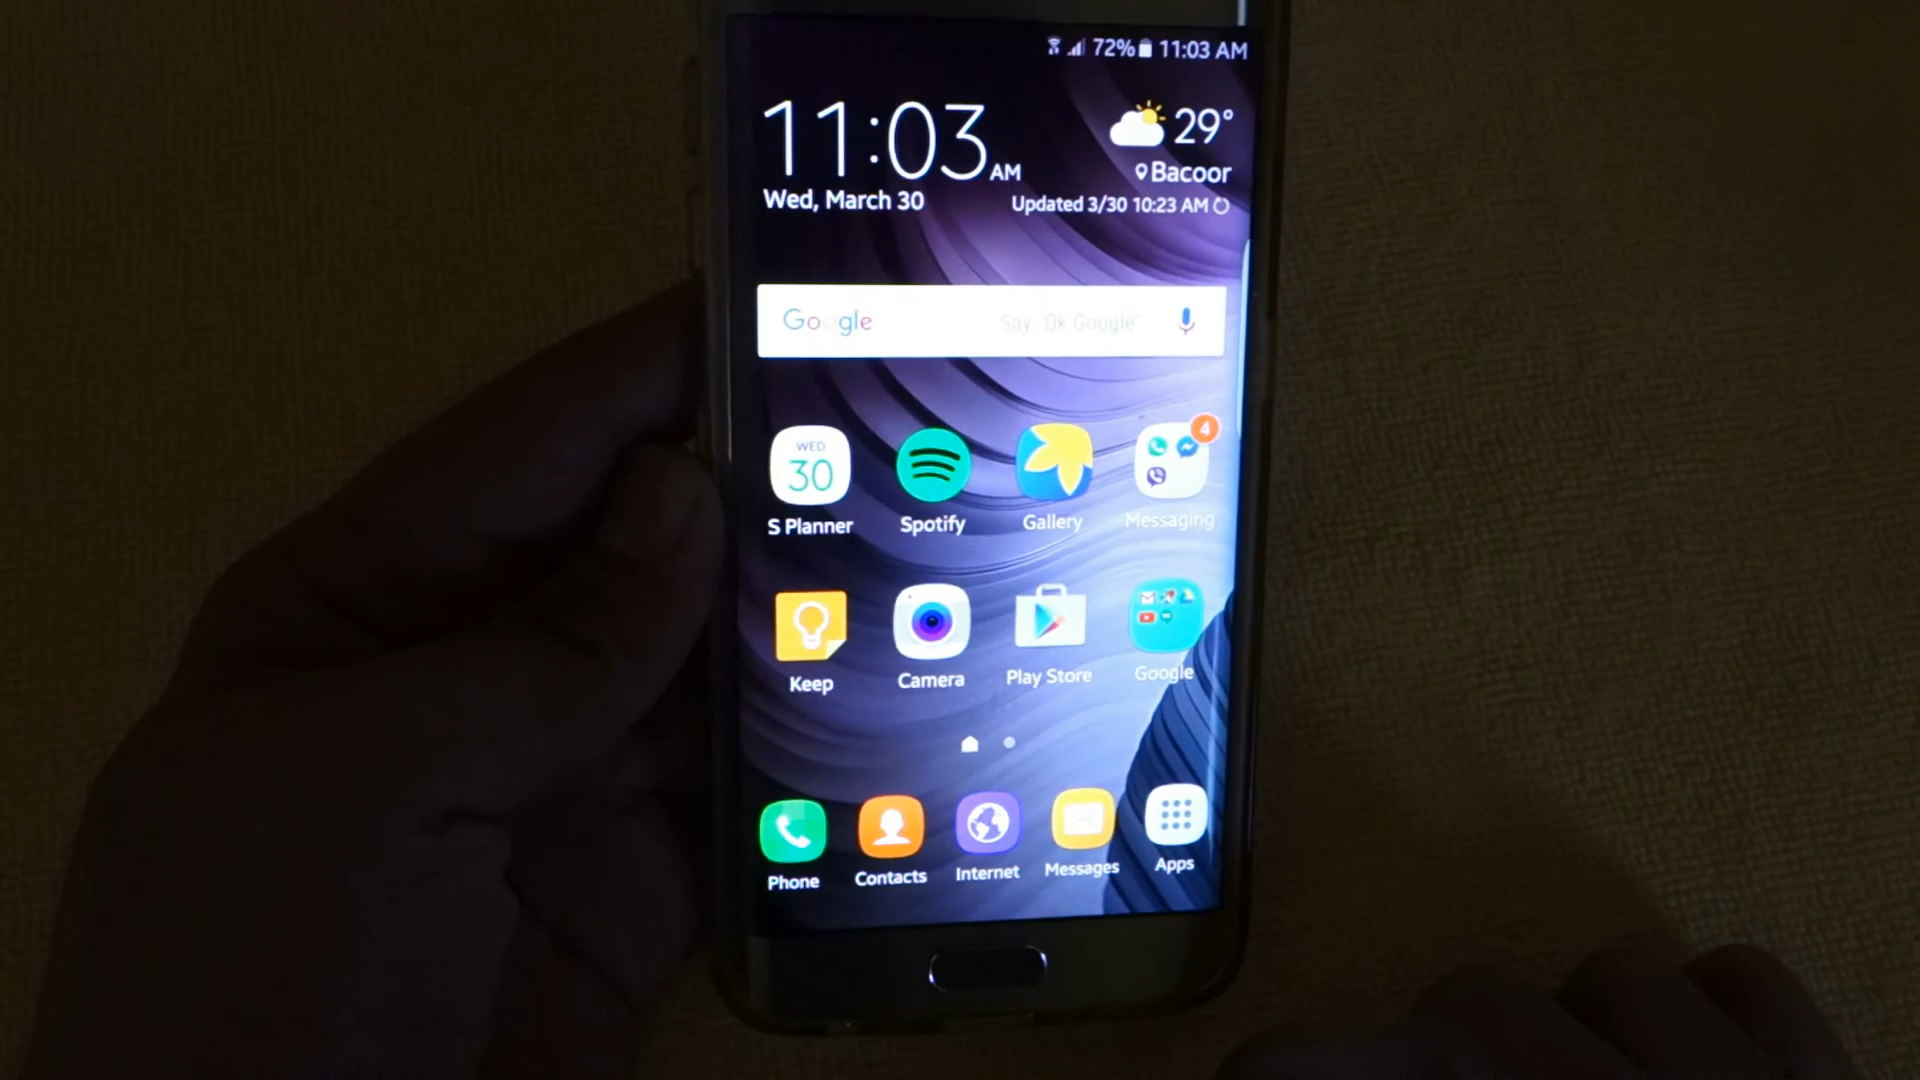 72% 11:03 AM
11:03 AM
29°
Bacoor
Wed, March 30
Updated 3/30 10:23 AM
Google Say "Ok Google"
WED
30
4
S Planner Spotify Gallery Messaging
Keep Camera Play Store Google
Phone Contacts Internet Messages Apps